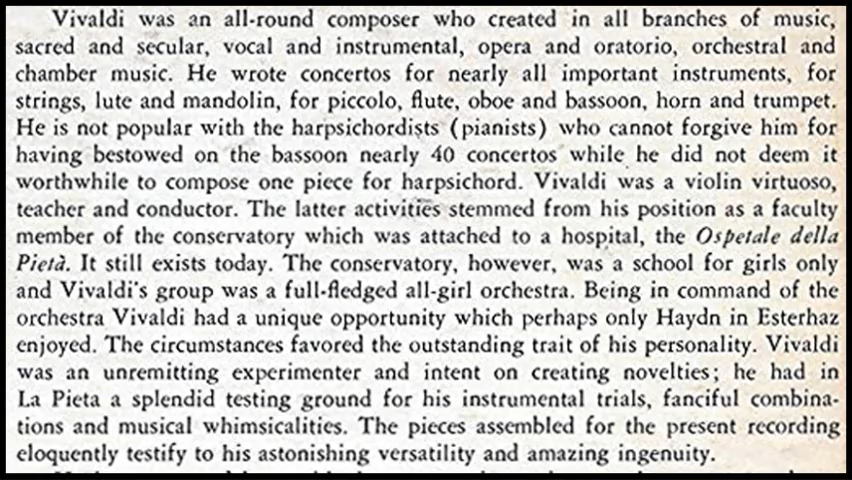 Vivaldi was an all-round composer who created in all branches of music,
sacred and secular, vocal and instrumental, opera and oratorio, orchestral and
chamber music. He wrote concertos for nearly all important instruments, for
strings, lute and mandolin, for piccolo, flute, oboe and bassoon, horn and trumpet.
He is not popular with the harpsichordists (pianists) who cannot forgive him for
having bestowed on the bassoon nearly 40 concertos while he did not deem it
worthwhile to compose one piece for harpsichord. Vivaldi was a violin virtuoso,
teacher and conductor. The latter activities stemmed from his position as a faculty
member of the conservatory which was attached to a hospital, the Ospetale della
Pietà. It still exists today. The conservatory, however, was a school for girls only
and Vivaldi's group was a full-fledged all-girl orchestra. Being in command of the
orchestra Vivaldi had a unique opportunity which perhaps only Haydn in Esterhaz
enjoyed. The circumstances favored the outstanding trait of his personality. Vivaldi
was an unremitting experimenter and intent on creating novelties; he had in
La Pieta a splendid testing ground for his instrumental trials, fanciful combina-
tions and musical whimsicalities. The pieces assembled for the present recording
eloquently testify to his astonishing versatility and amazing ingenuity.